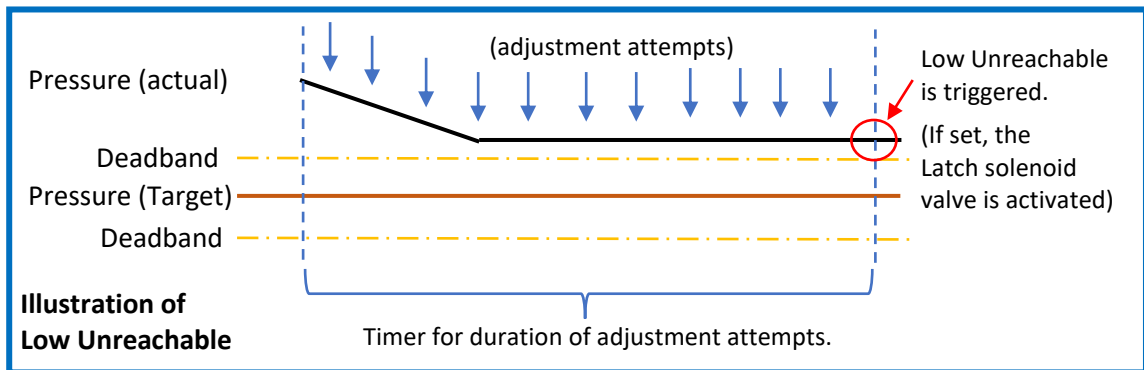 (adjustment attempts)
Low Unreachable
is triggered.
(If set, the
Latch solenoid
valve is activated)
Pressure (actual)
Deadband
Pressure (Target)
Deadband
Illustration of
Low Unreachable
Timer for duration of adjustment attempts.